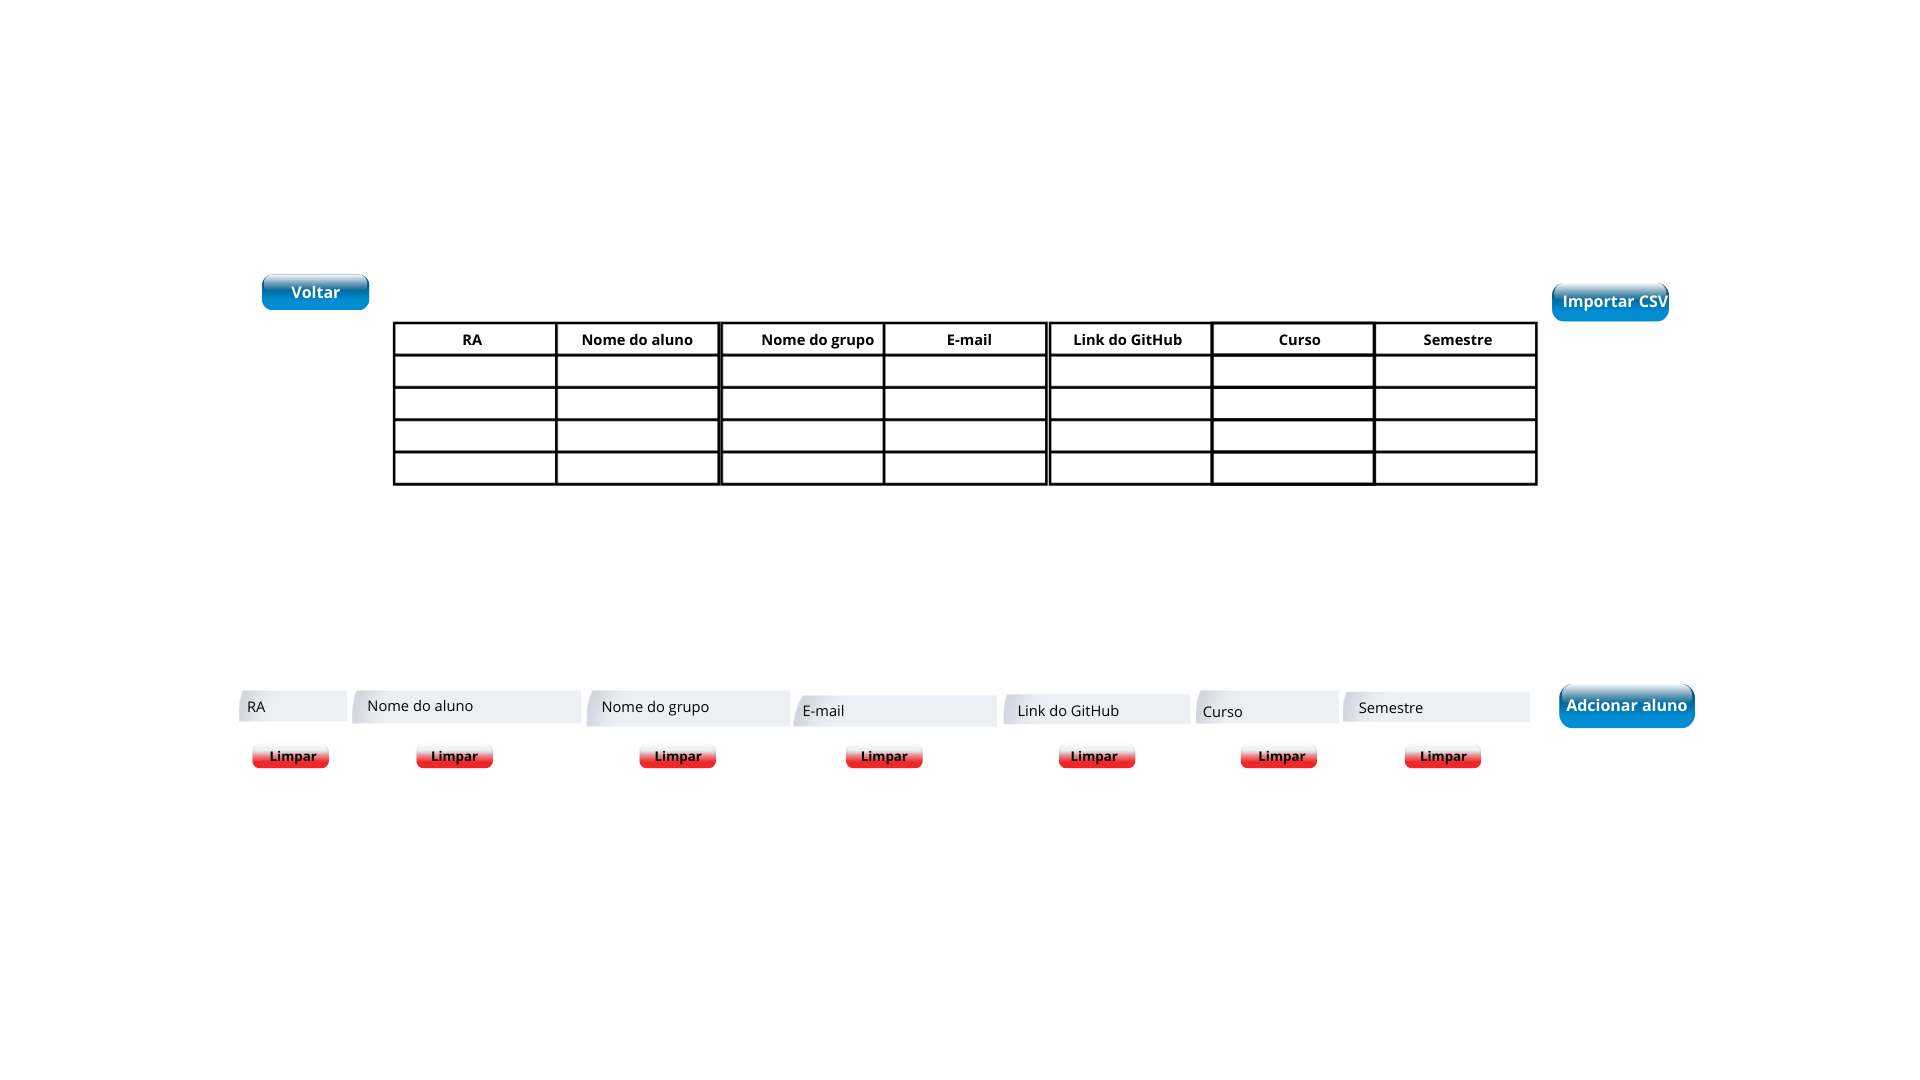 Voltar
Importar CSV
RA Nome do aluno Nome do grupo E-mail Link do GitHub Curso Semestre
RA Nome do aluno Nome do grupo E-mail Link do GitHub Curso Semestre Adcionar aluno
Limpar Limpar Limpar Limpar Limpar Limpar Limpar